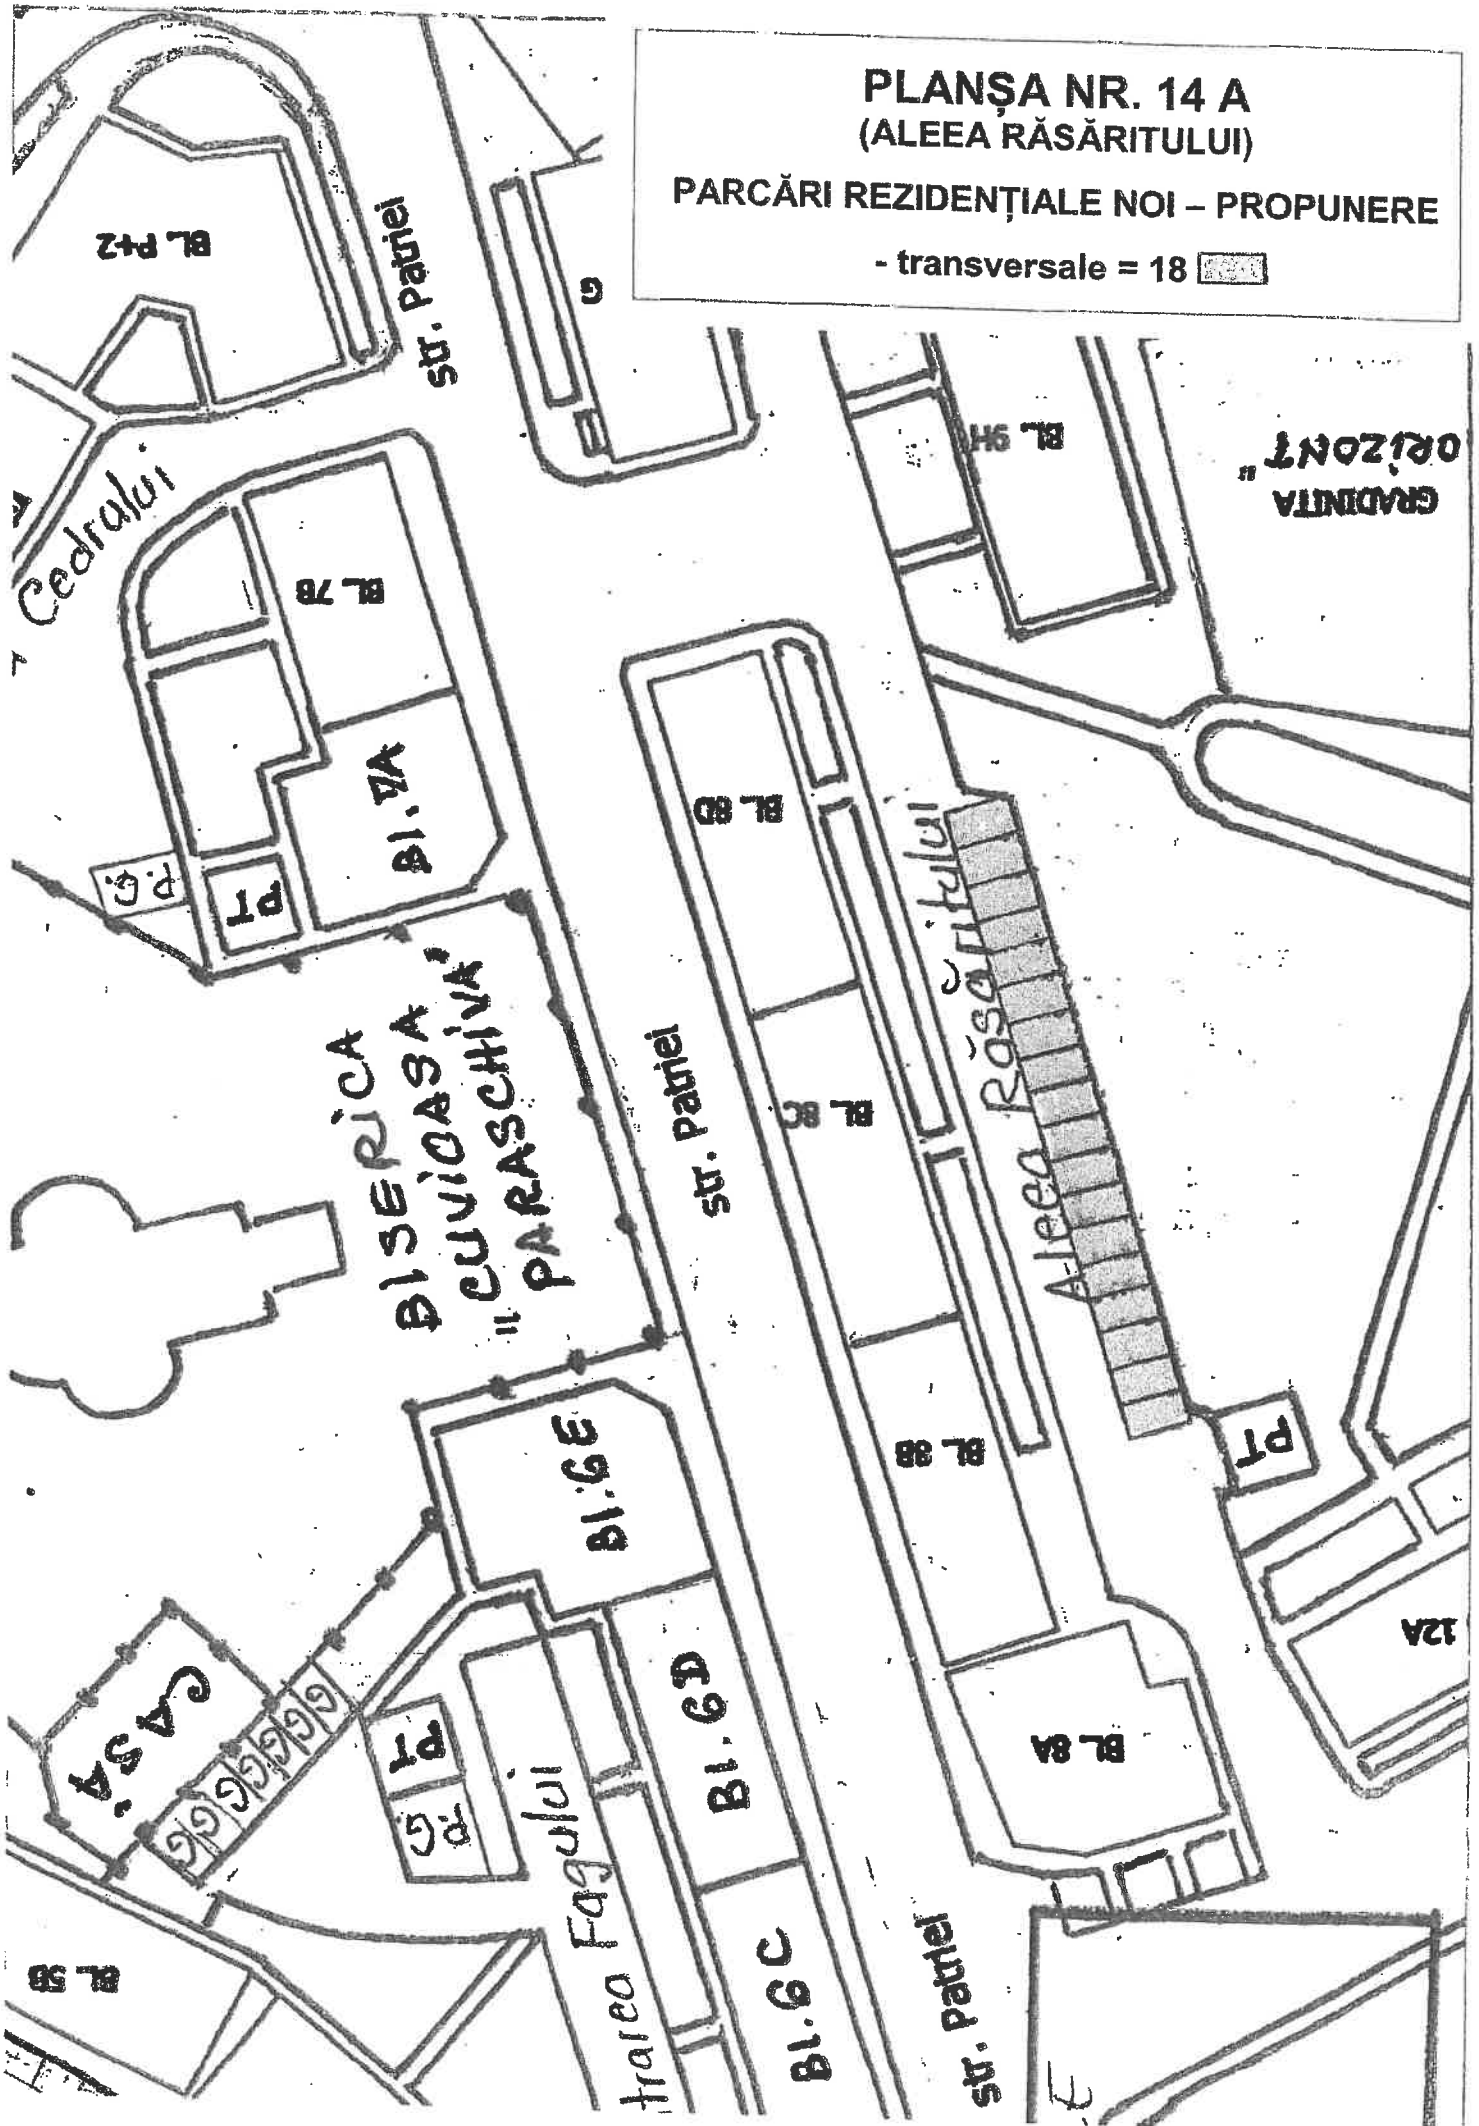 PLANȘA NR. 14 A
(ALEEA RĂSĂRITULUI)
PARCĂRI REZIDENȚIALE NOI – PROPUNERE
- transversale = 18
BL. P+2
str. Patriei
G
BL. 9H
GRADINITA
"ORIZONT
Cedrului
BL. 7B
Bl. 7A
P.G.
PT
BL. 8D
Aleea Răsăritului
BISERICA
"CUVIOASA
PARASCHIVA"
str. Patriei
BL. 8C
BL. 8B
PT
Bl. 6E
12A
CASA
G
G
G
G
G
G
PT
P.
G
Bl. 6D
BL. 8A
trarea Fagului
BL. 5B
Bl. 6C
str. Patriei